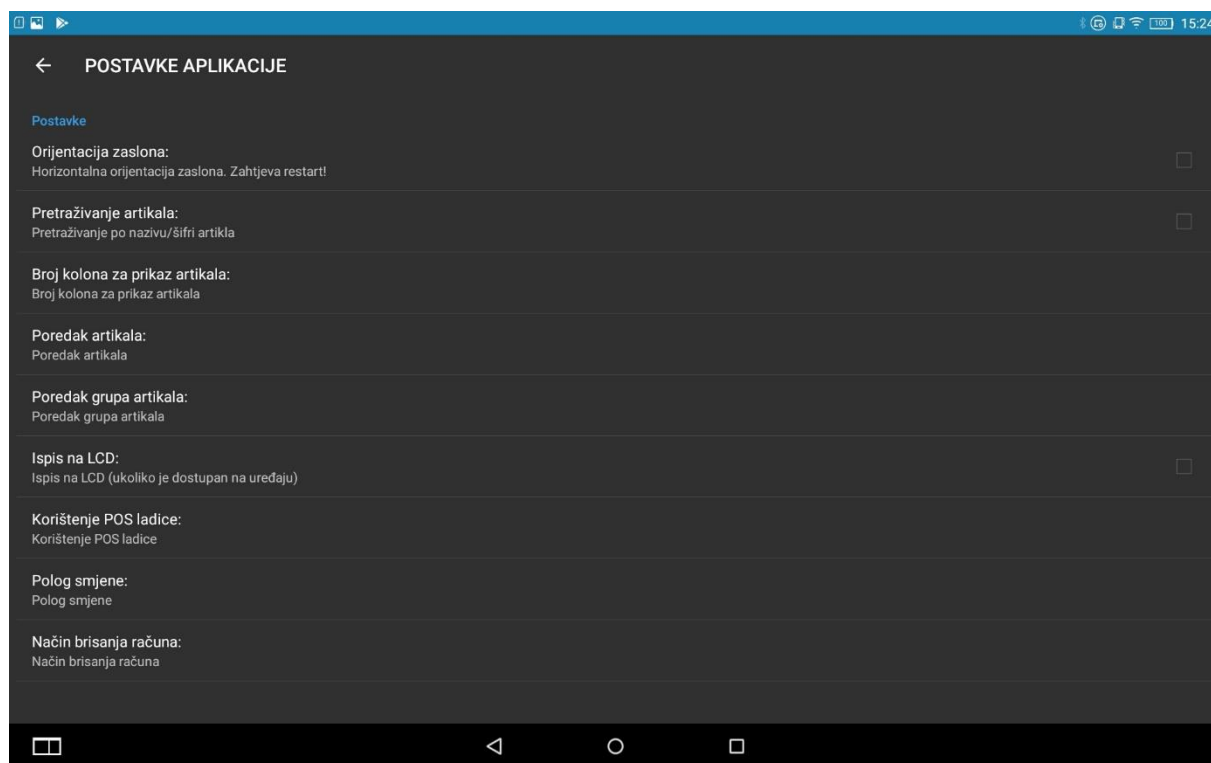 100 15:24
POSTAVKE APLIKACIJE
Postavke
Orijentacija zaslona:
Horizontalna orijentacija zaslona. Zahtjeva restart!
Pretraživanje artikala:
Pretraživanje po nazivu/šifri artikla
Broj kolona za prikaz artikala:
Broj kolona za prikaz artikala
Poredak artikala:
Poredak artikala
Poredak grupa artikala:
Poredak grupa artikala
Ispis na LCD:
Ispis na LCD (ukoliko je dostupan na uređaju)
Korištenje POS ladice:
Korištenje POS ladice
Polog smjene:
Polog smjene
Način brisanja računa:
Način brisanja računa